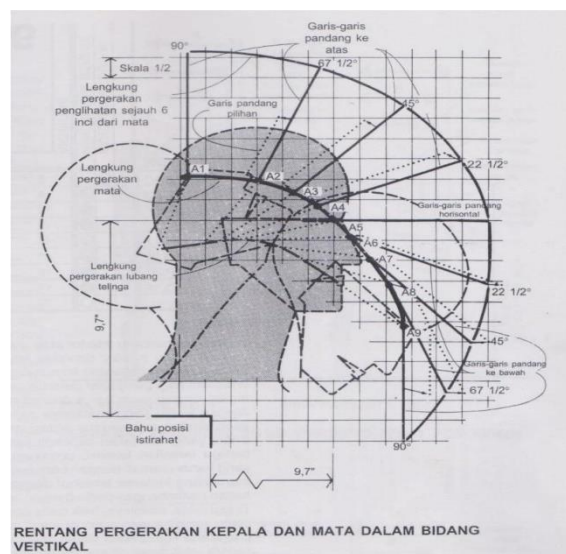 90°
Garis-garis
pandang ke
atas
67 1/2°
Skala 1/2
Lengkung
pergerakan
penglihatan sejauh 6
inci dari mata
Garis pandang
pilihan
45°
Lengkung
pergerakan
mata
A1
A2
A3
A4
A5
A6
A7
A8
A9
22 1/2°
Garis-garis pandang
horisontal
Lengkung
pergerakan lubang
telinga
9,7"
22 1/2°
45°
Garis-garis pandang
ke bawah
67 1/2°
Bahu posisi
istirahat
90°
9,7"
RENTANG PERGERAKAN KEPALA DAN MATA DALAM BIDANG
VERTIKAL